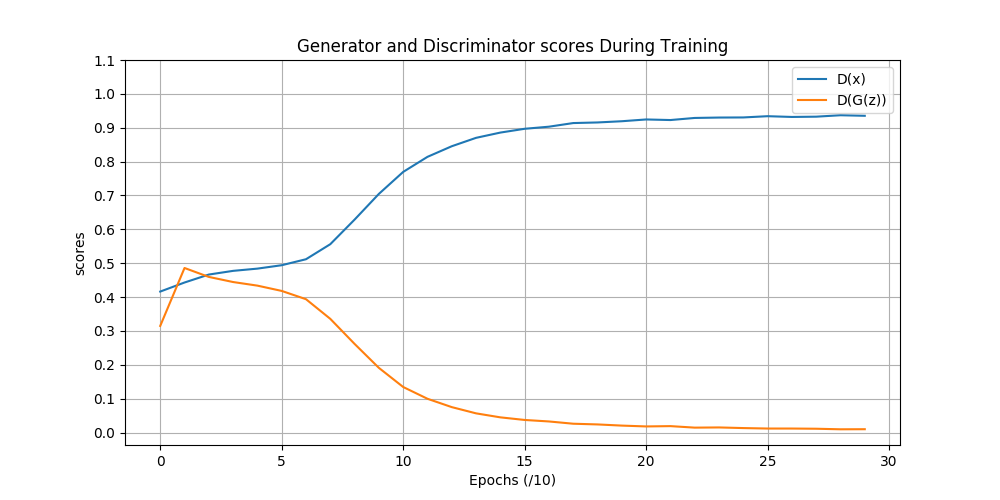 Generator and Discriminator scores During Training
1.1
1.0
0.9
0.8
0.7
0.6
0.5
0.4
0.3
0.2
0.1
0.0
scores
D(x)
D(G(z))
0 5 10 15 20 25 30
Epochs (/10)